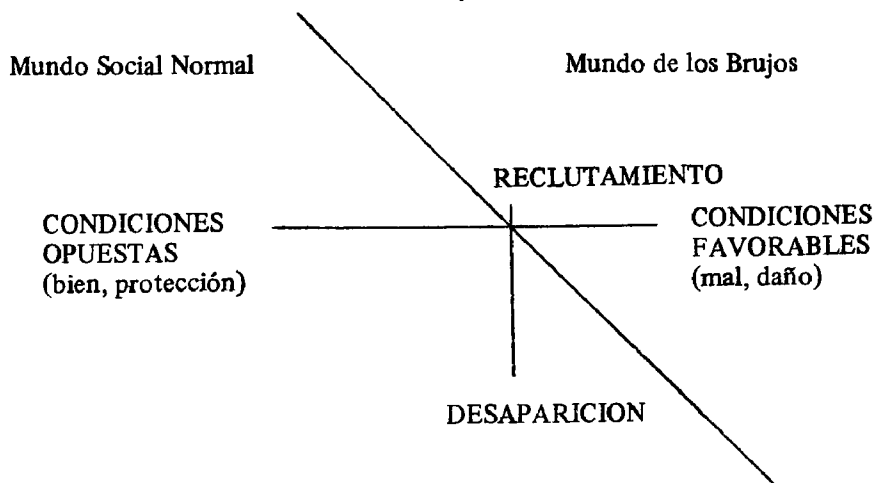 Mundo Social Normal
Mundo de los Brujos
RECLUTAMIENTO
CONDICIONES
OPUESTAS
(bien, protección)
CONDICIONES
FAVORABLES
(mal, daño)
DESAPARICION